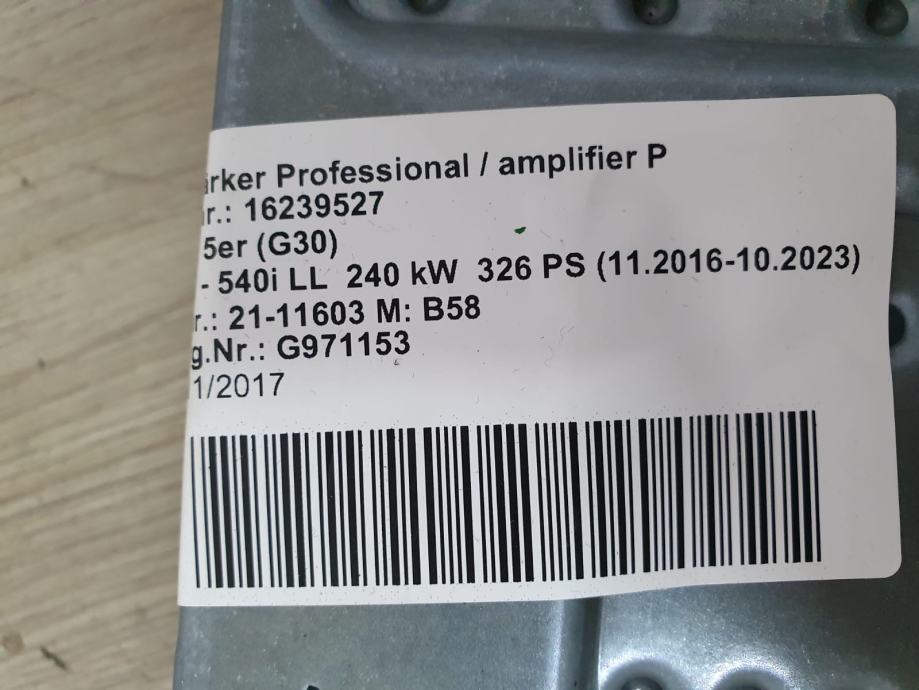 ärker Professional / amplifier P
r.: 16239527
5er (G30)
- 540i LL 240 kW 326 PS (11.2016-10.2023)
r.: 21-11603 M: B58
g.Nr.: G971153
1/2017